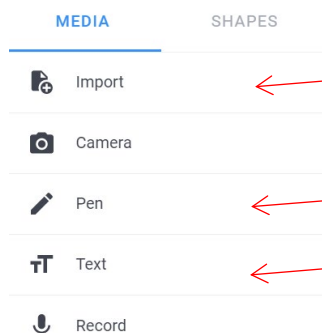 MEDIA SHAPES
Import
Camera
Pen
Text
Record